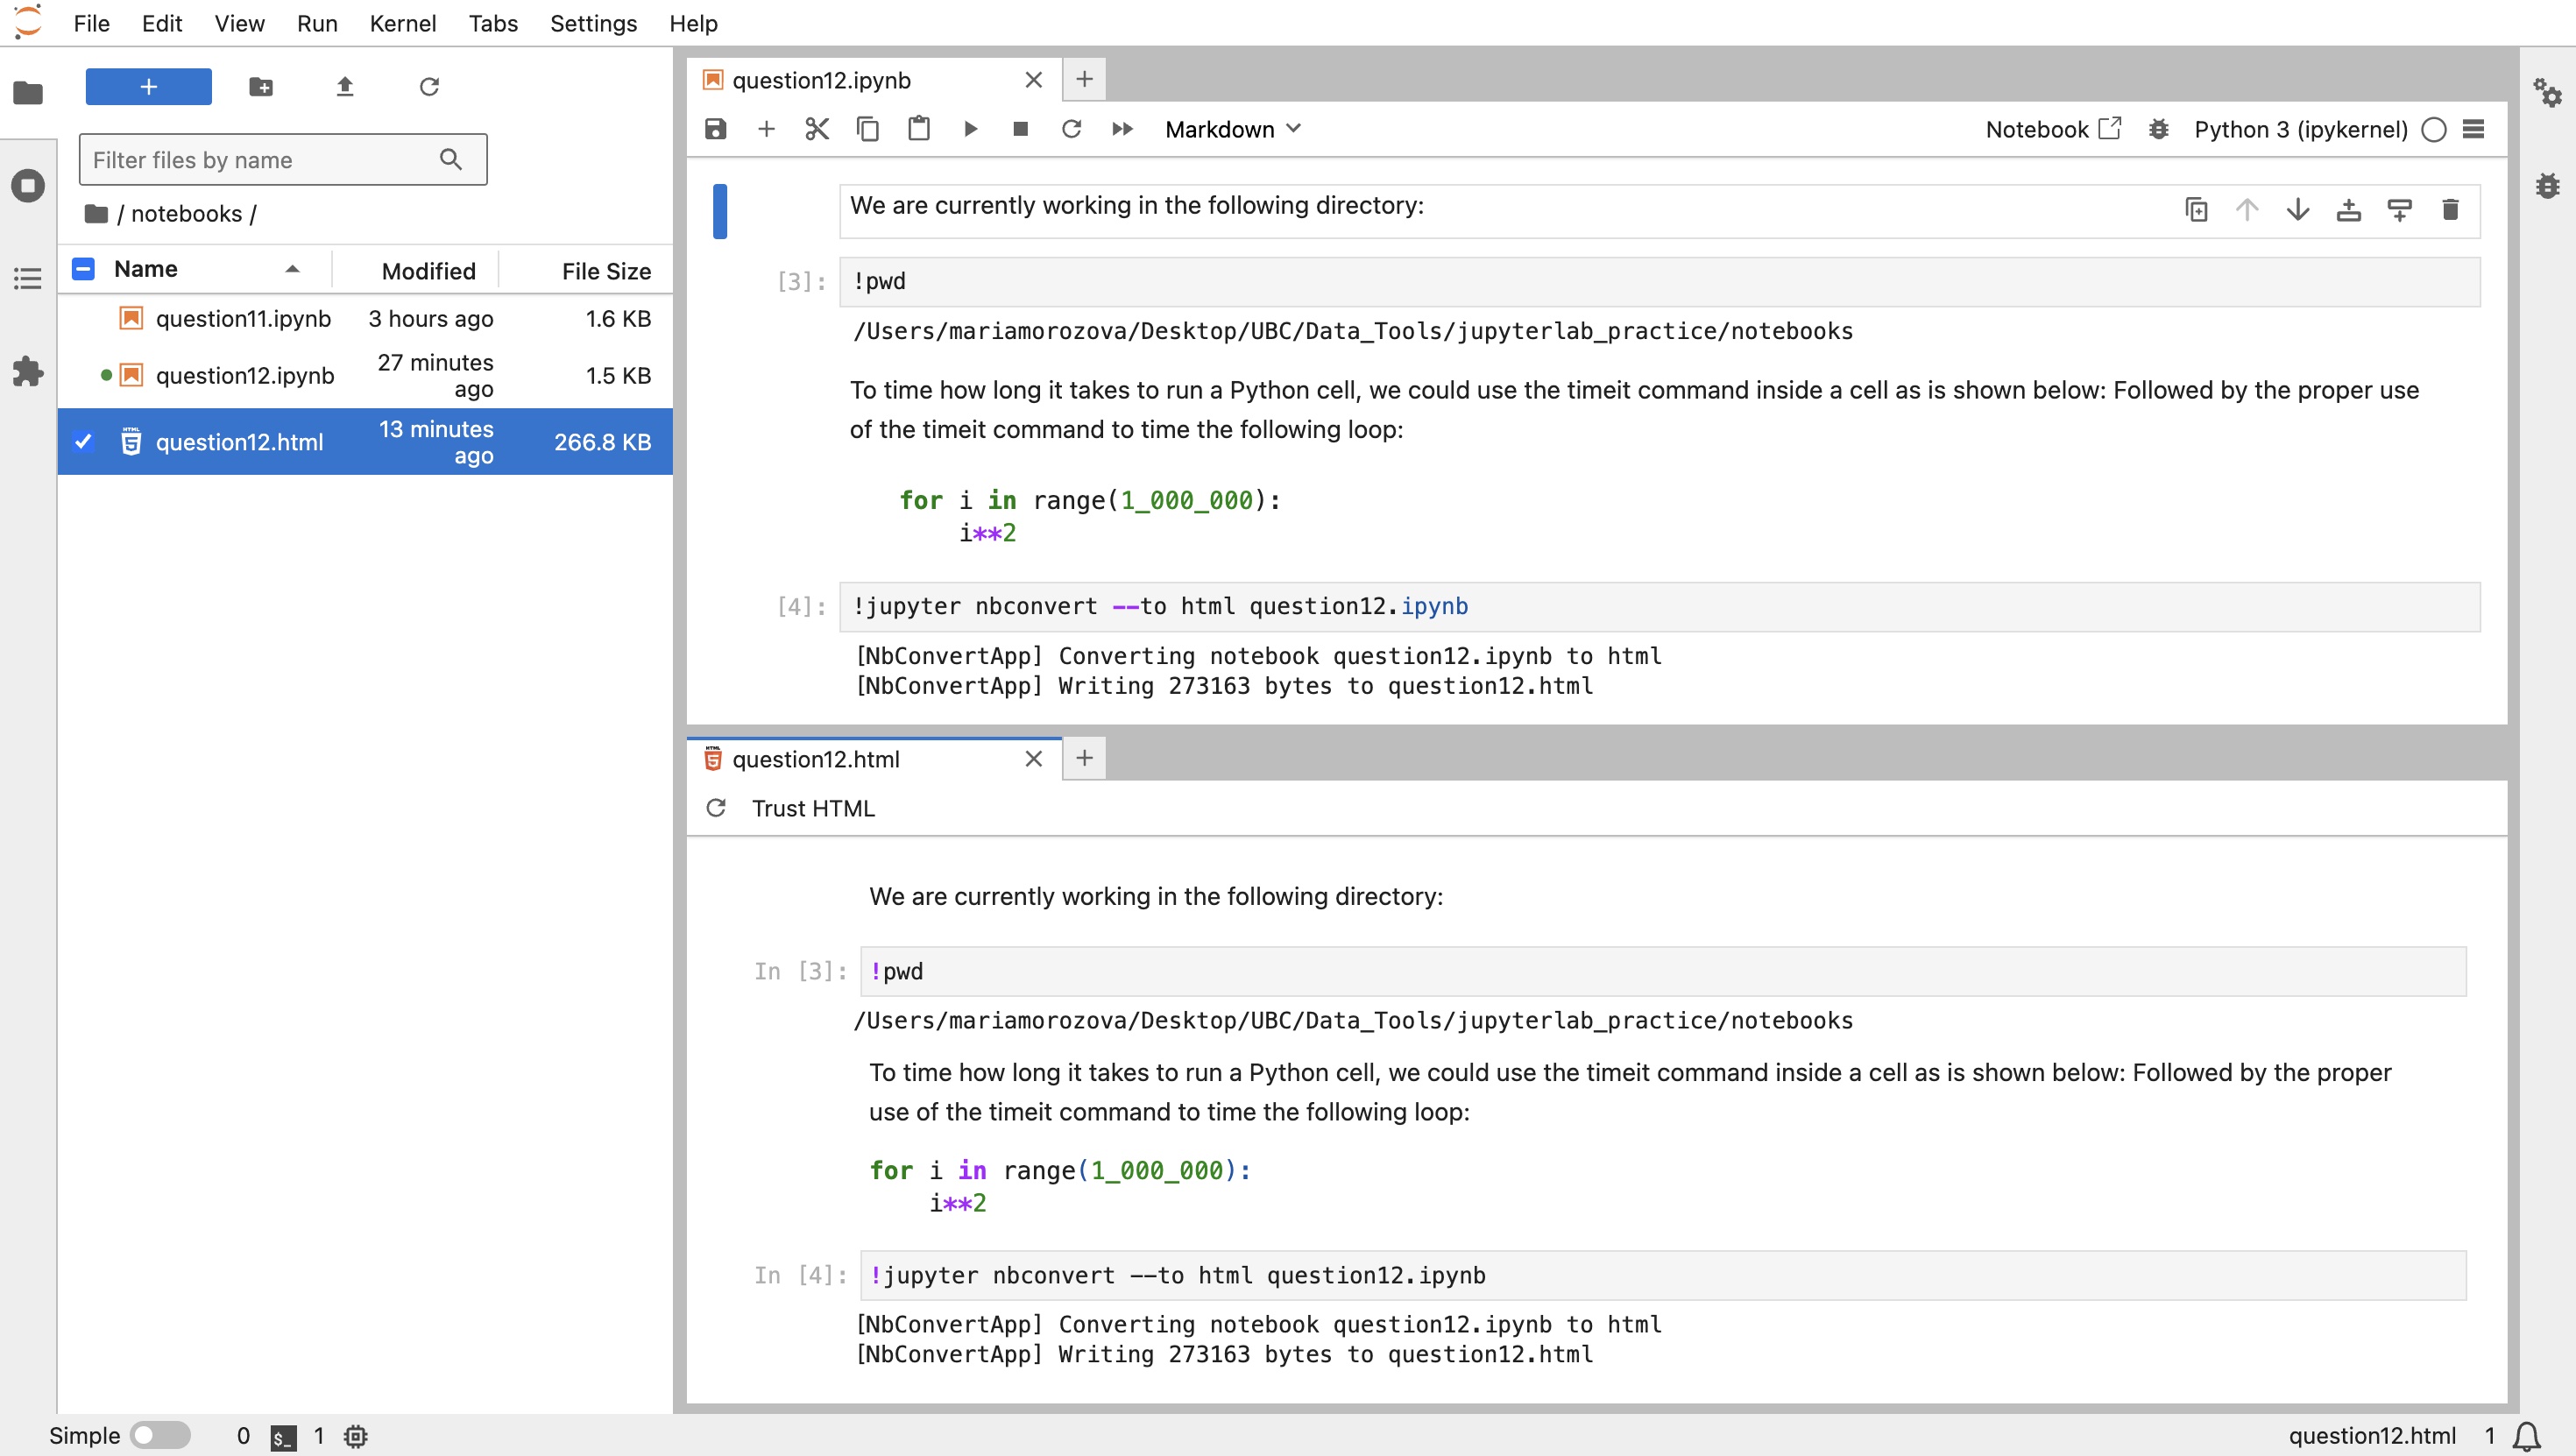 File Edit View Run Kernel Tabs Settings Help
Filter files by name
/ notebooks /
Name Modified File Size
question11.ipynb 3 hours ago 1.6 KB
question12.ipynb 27 minutes ago 1.5 KB
question12.html 13 minutes ago 266.8 KB
question12.ipynb
Markdown Notebook Python 3 (ipykernel)
We are currently working in the following directory:
[3]: !pwd
/Users/mariamorozova/Desktop/UBC/Data_Tools/jupyterlab_practice/notebooks
To time how long it takes to run a Python cell, we could use the timeit command inside a cell as is shown below: Followed by the proper use
of the timeit command to time the following loop:
for i in range(1_000_000):
    i**2
[4]: !jupyter nbconvert --to html question12.ipynb
[NbConvertApp] Converting notebook question12.ipynb to html
[NbConvertApp] Writing 273163 bytes to question12.html
question12.html
Trust HTML
We are currently working in the following directory:
In [3]: !pwd
/Users/mariamorozova/Desktop/UBC/Data_Tools/jupyterlab_practice/notebooks
To time how long it takes to run a Python cell, we could use the timeit command inside a cell as is shown below: Followed by the proper
use of the timeit command to time the following loop:
for i in range(1_000_000):
    i**2
In [4]: !jupyter nbconvert --to html question12.ipynb
[NbConvertApp] Converting notebook question12.ipynb to html
[NbConvertApp] Writing 273163 bytes to question12.html
Simple 0 $_ 1 question12.html 1